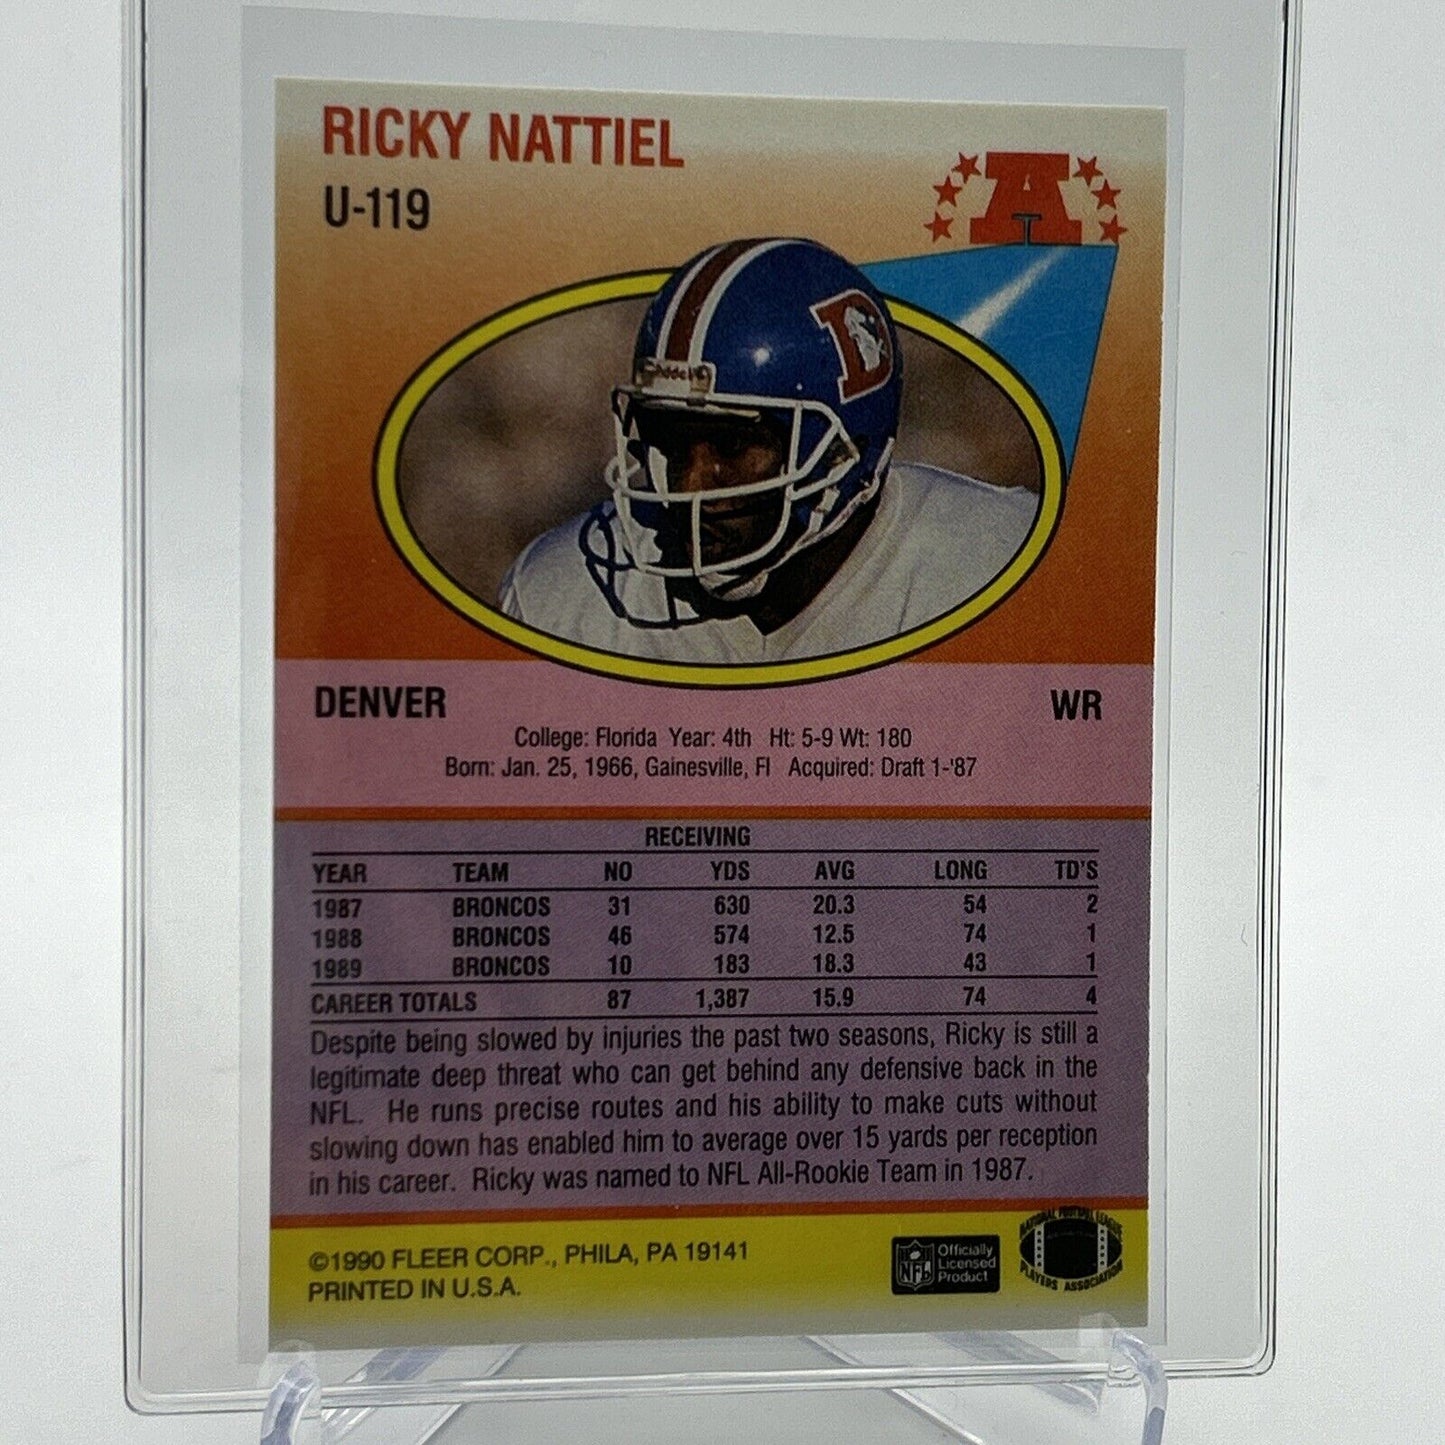 RICKY NATTIEL
U-119
A
Riddell
D
DENVER
WR
College: Florida Year: 4th Ht: 5-9 Wt: 180
Born: Jan. 25, 1966, Gainesville, Fl Acquired: Draft 1-'87
RECEIVING
YEAR TEAM NO YDS AVG LONG TD'S
1987 BRONCOS 31 630 20.3 54 2
1988 BRONCOS 46 574 12.5 74 1
1989 BRONCOS 10 183 18.3 43 1
CAREER TOTALS 87 1,387 15.9 74 4
Despite being slowed by injuries the past two seasons, Ricky is still a
legitimate deep threat who can get behind any defensive back in the
NFL. He runs precise routes and his ability to make cuts without
slowing down has enabled him to average over 15 yards per reception
in his career. Ricky was named to NFL All-Rookie Team in 1987.
©1990 FLEER CORP., PHILA, PA 19141
PRINTED IN U.S.A.
NFL
Officially
Licensed
Product
NATIONAL FOOTBALL LEAGUE
PLAYERS ASSOCIATION